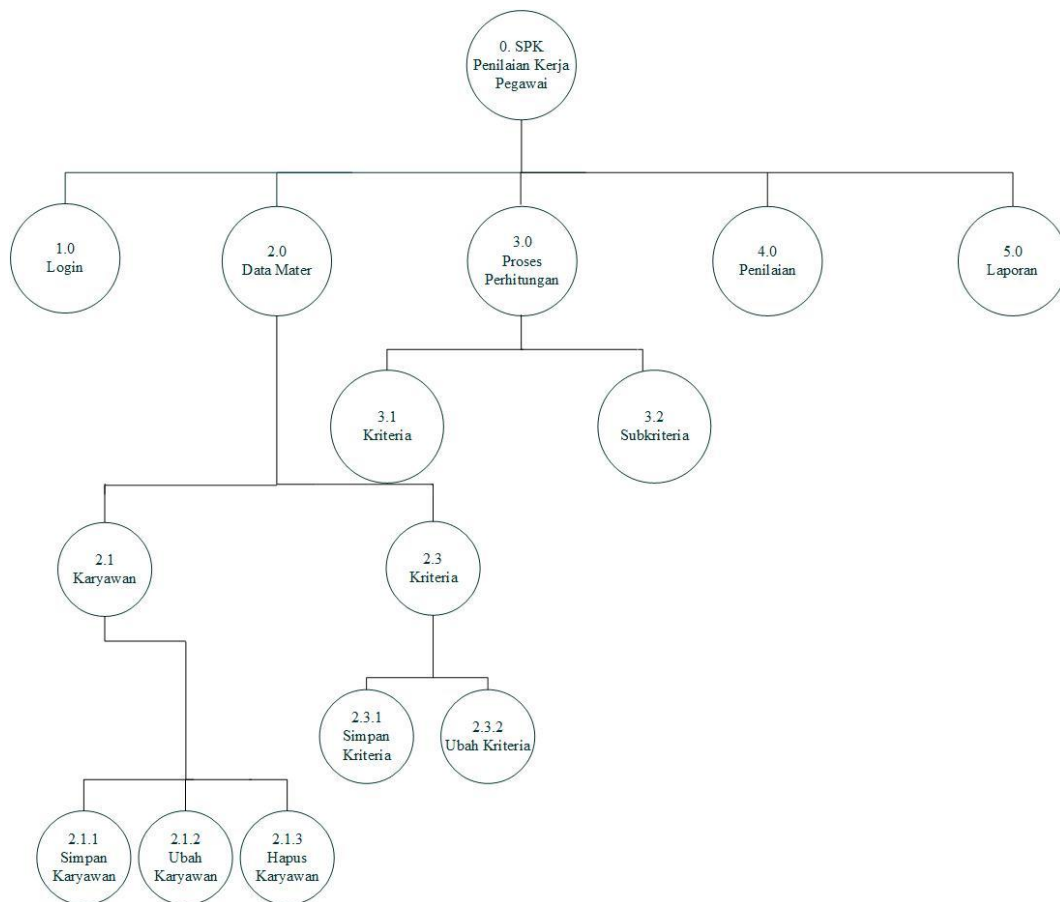 0. SPK
Penilaian Kerja
Pegawai
1.0
Login
2.0
Data Mater
3.0
Proses
Perhitungan
4.0
Penilaian
5.0
Laporan
3.1
Kriteria
3.2
Subkriteria
2.1
Karyawan
2.3
Kriteria
2.3.1
Simpan
Kriteria
2.3.2
Ubah Kriteria
2.1.1
Simpan
Karyawan
2.1.2
Ubah
Karyawan
2.1.3
Hapus
Karyawan